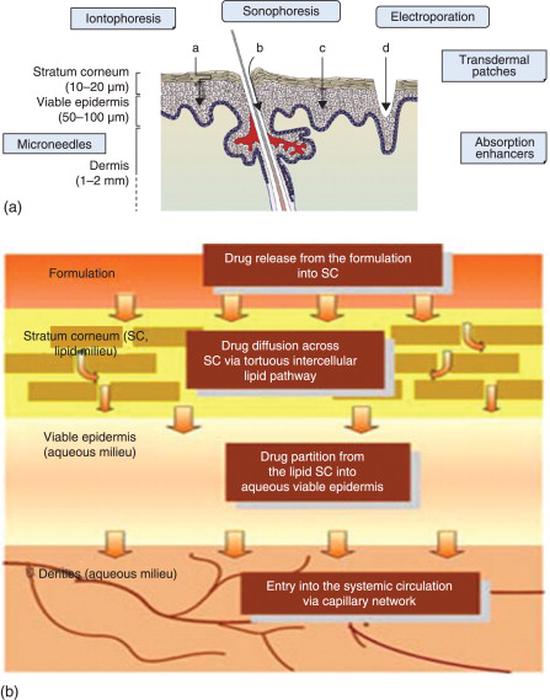 (a)
Iontophoresis
Sonophoresis
Electroporation
a
b
c
d
Transdermal
patches
Stratum corneum
(10–20 µm)
Viable epidermis
(50–100 µm)
Microneedles
Absorption
enhancers
Dermis
(1–2 mm)
(a)
Drug release from the formulation
into SC
Formulation
Stratum corneum (SC,
lipid milieu)
Drug diffusion across
SC via tortuous intercellular
lipid pathway
Viable epidermis
(aqueous milieu)
Drug partition from
the lipid SC into
aqueous viable epidermis
(aqueous milieu)
Entry into the systemic circulation
via capillary network
(b)